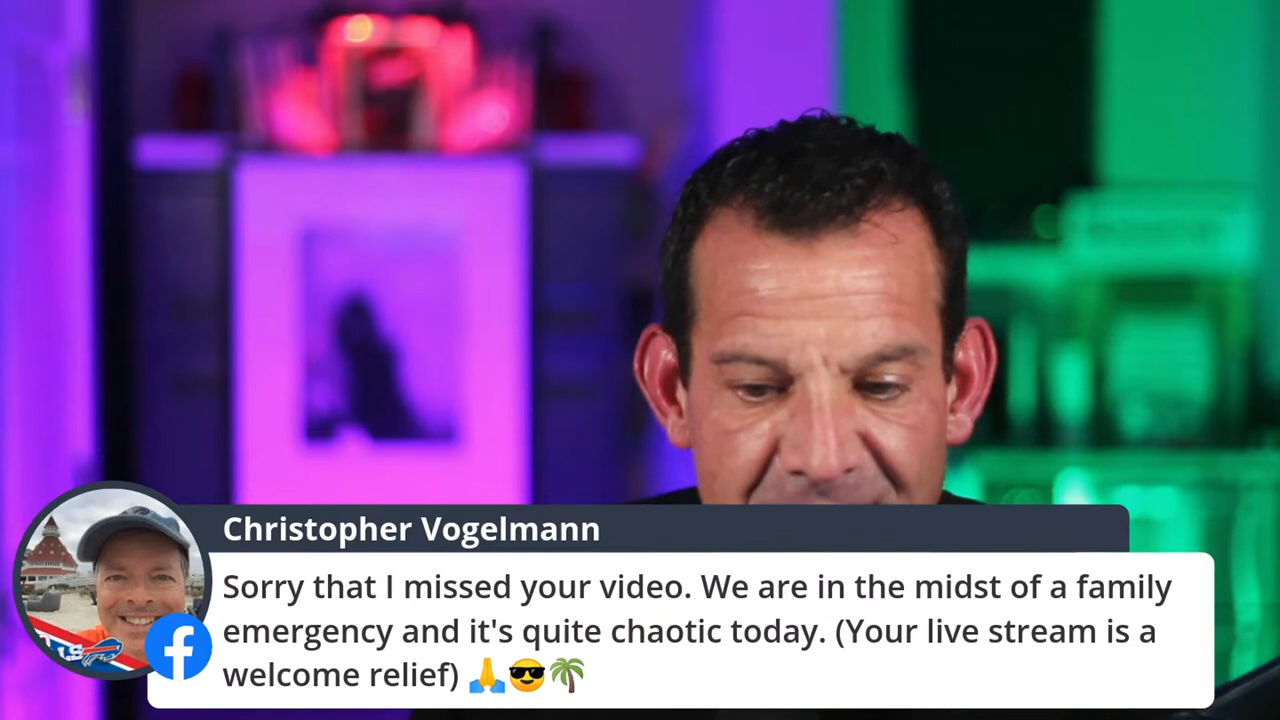 Christopher Vogelmann
Sorry that I missed your video. We are in the midst of a family
emergency and it's quite chaotic today. (Your live stream is a
welcome relief) 🙏😎🌴